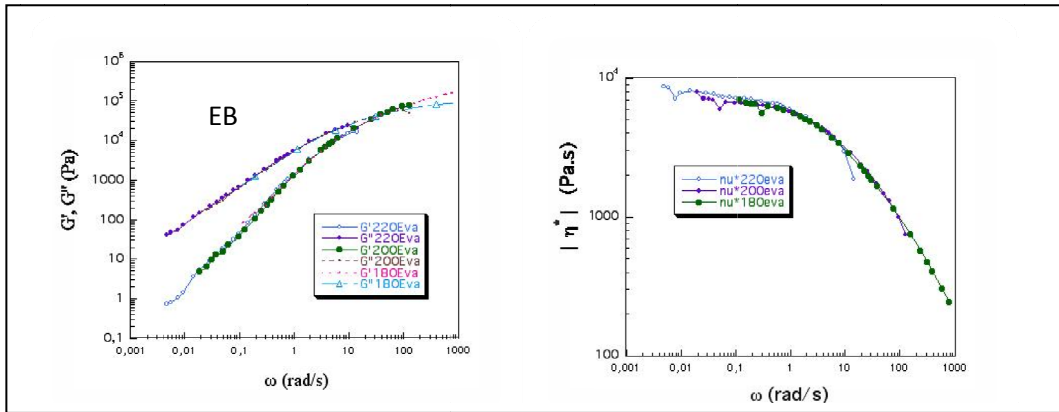 EB
G', G" (Pa)
10⁶
10⁵
10⁴
1000
100
10
1
0,1
0,001
0,01
0,1
1
10
100
1000
ω (rad/s)
G'220Eva
G"220Eva
G'200Eva
G"200Eva
G'180Eva
G"180Eva
| η* | (Pa.s)
10⁴
1000
100
0,001
0,01
0,1
1
10
100
1000
ω (rad/s)
nu*220eva
nu*200eva
nu*180eva